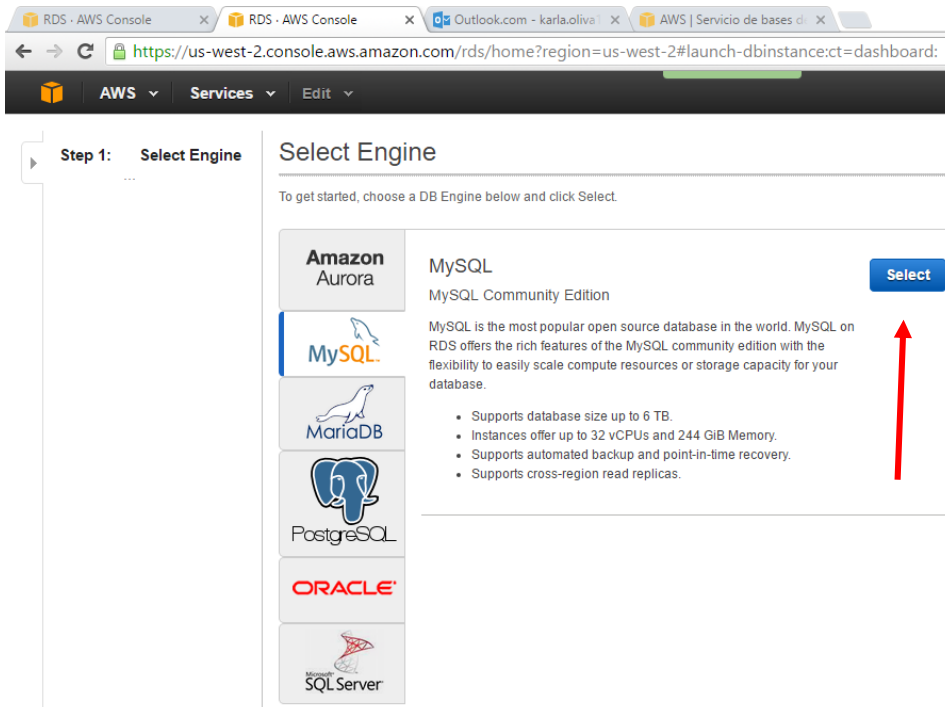 RDS · AWS Console
RDS · AWS Console
Outlook.com - karla.oliva1
AWS | Servicio de bases de
https://us-west-2.console.aws.amazon.com/rds/home?region=us-west-2#launch-dbinstance:ct=dashboard:
AWS Services Edit
Step 1: Select Engine
...
Select Engine
To get started, choose a DB Engine below and click Select.
Amazon
Aurora
MySQL
MariaDB
PostgreSQL
ORACLE
Microsoft
SQL Server
MySQL
Select
MySQL Community Edition
MySQL is the most popular open source database in the world. MySQL on
RDS offers the rich features of the MySQL community edition with the
flexibility to easily scale compute resources or storage capacity for your
database.
• Supports database size up to 6 TB.
• Instances offer up to 32 vCPUs and 244 GiB Memory.
• Supports automated backup and point-in-time recovery.
• Supports cross-region read replicas.